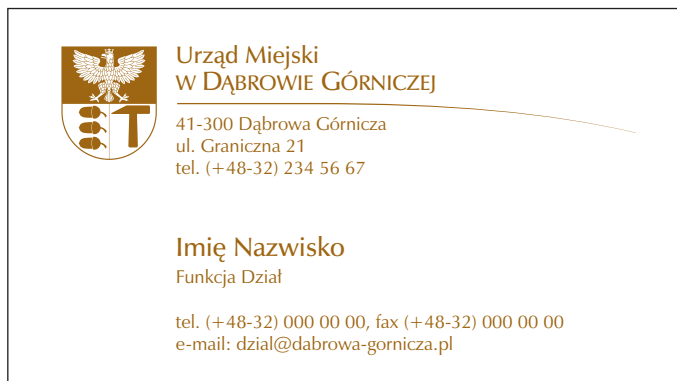 Urząd Miejski
W DĄBROWIE GÓRNICZEJ
41-300 Dąbrowa Górnicza
ul. Graniczna 21
tel. (+48-32) 234 56 67
Imię Nazwisko
Funkcja Dział
tel. (+48-32) 000 00 00, fax (+48-32) 000 00 00
e-mail: dzial@dabrowa-gornicza.pl